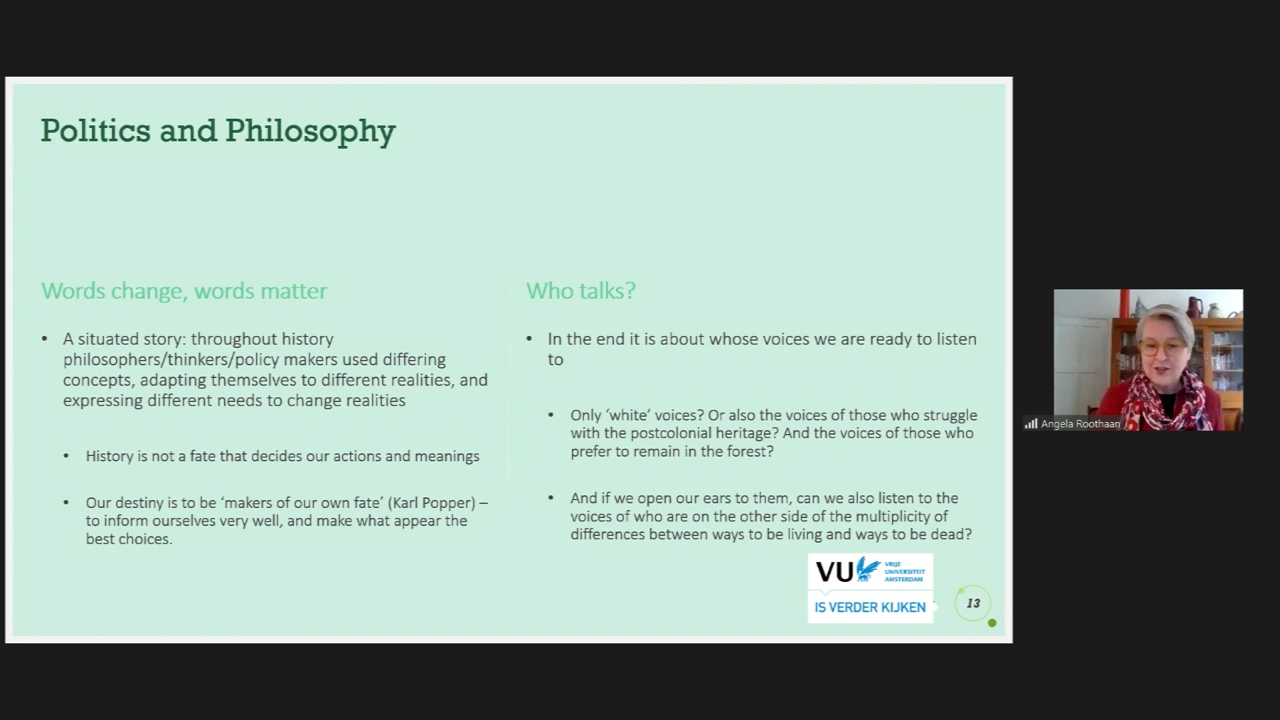 Politics and Philosophy
Words change, words matter
• A situated story: throughout history
philosophers/thinkers/policy makers used differing
concepts, adapting themselves to different realities, and
expressing different needs to change realities
• History is not a fate that decides our actions and meanings
• Our destiny is to be ‘makers of our own fate’ (Karl Popper) –
to inform ourselves very well, and make what appear the
best choices.
Who talks?
• In the end it is about whose voices we are ready to listen
to
• Only ‘white’ voices? Or also the voices of those who struggle
with the postcolonial heritage? And the voices of those who
prefer to remain in the forest?
• And if we open our ears to them, can we also listen to the
voices of who are on the other side of the multiplicity of
differences between ways to be living and ways to be dead?
VU
VRIJE
UNIVERSITEIT
AMSTERDAM
IS VERDER KIJKEN
13
Angela Roothaan